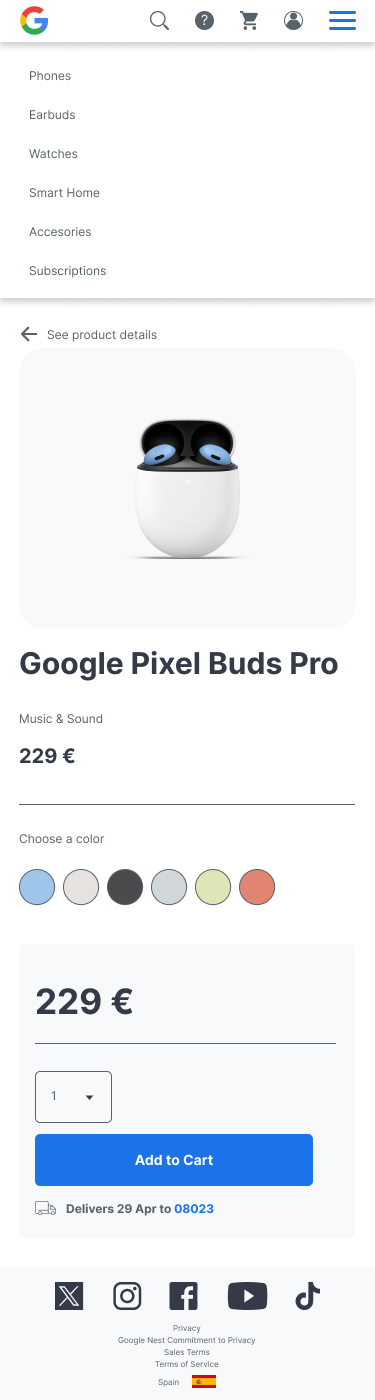 Phones
Earbuds
Watches
Smart Home
Accesories
Subscriptions
See product details
Google Pixel Buds Pro
Music & Sound
229 €
Choose a color
229 €
1
Add to Cart
Delivers 29 Apr to 08023
Privacy
Google Nest Commitment to Privacy
Sales Terms
Terms of Service
Spain